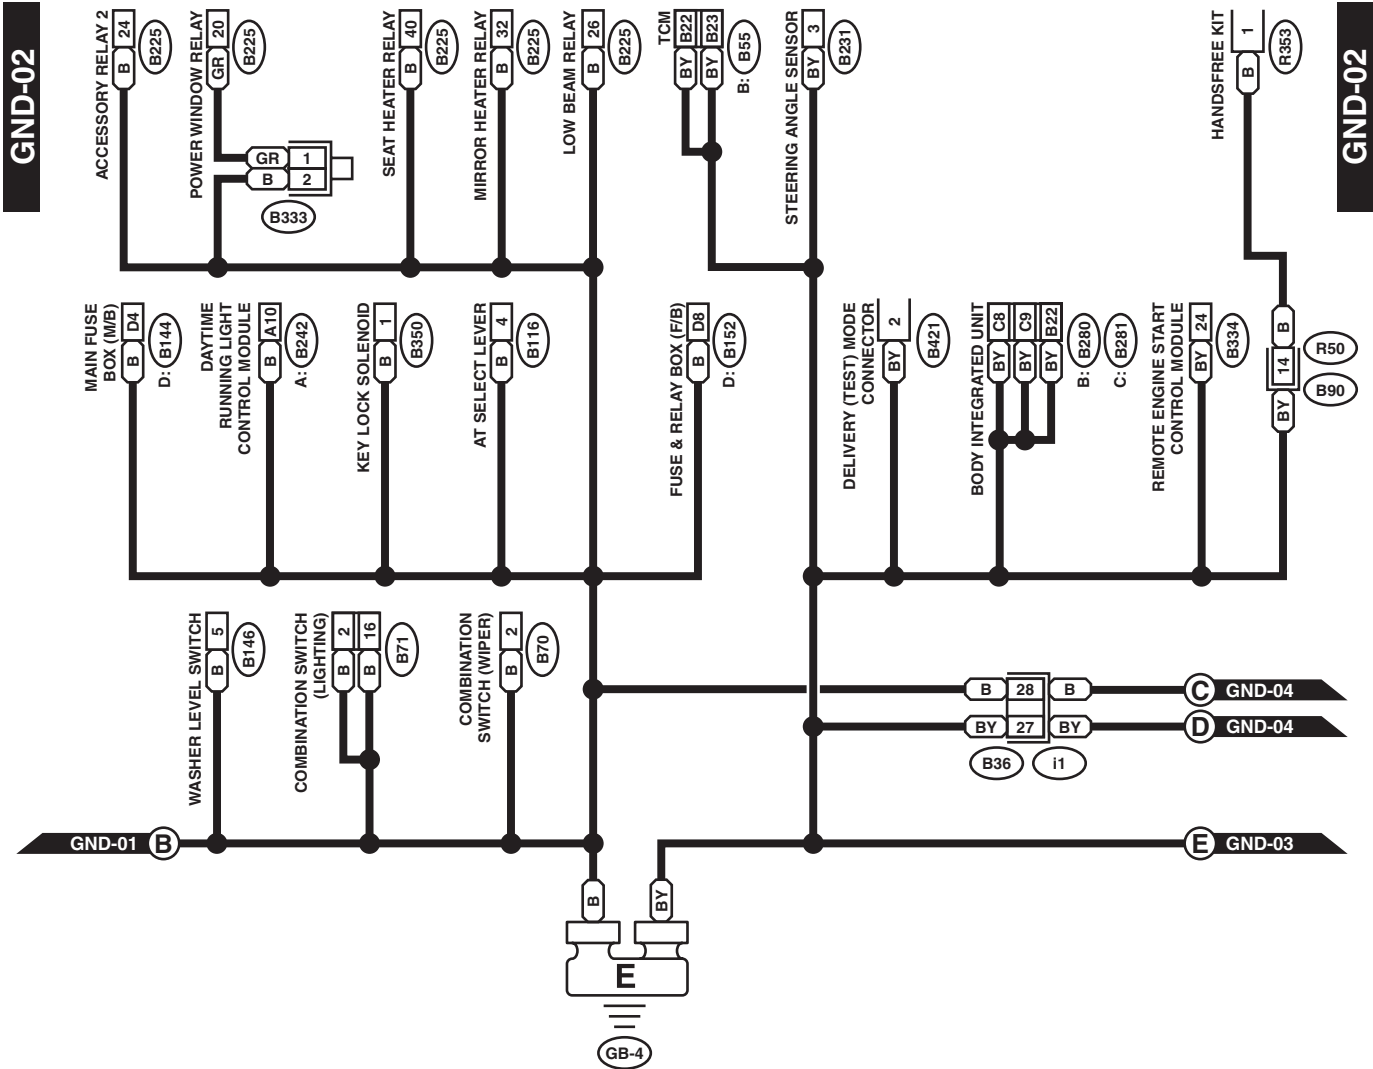 GND-02
GND-02
ACCESSORY RELAY 2
24
B
B225
POWER WINDOW RELAY
20
GR
B225
GR
1
B
2
B333
SEAT HEATER RELAY
40
B
B225
MIRROR HEATER RELAY
32
B
B225
LOW BEAM RELAY
26
B
B225
TCM
B22
B23
BY
BY
B: B55
STEERING ANGLE SENSOR
3
BY
B231
HANDSFREE KIT
1
B
R353
MAIN FUSE
BOX (M/B)
D4
B
D: B144
DAYTIME
RUNNING LIGHT
CONTROL MODULE
A10
B
A: B242
KEY LOCK SOLENOID
1
B
B350
AT SELECT LEVER
4
B
B116
FUSE & RELAY BOX (F/B)
D8
B
D: B152
DELIVERY (TEST) MODE
CONNECTOR
2
BY
B421
BODY INTEGRATED UNIT
C8
C9
B22
BY
BY
BY
B: B280
C: B281
REMOTE ENGINE START
CONTROL MODULE
24
BY
B334
B
14
BY
R50
B90
WASHER LEVEL SWITCH
5
B
B146
COMBINATION SWITCH
(LIGHTING)
2
16
B
B
B71
COMBINATION
SWITCH (WIPER)
2
B
B70
B
28
B
C
GND-04
BY
27
BY
D
GND-04
B36
i1
GND-01
B
E
GND-03
B
BY
E
GB-4